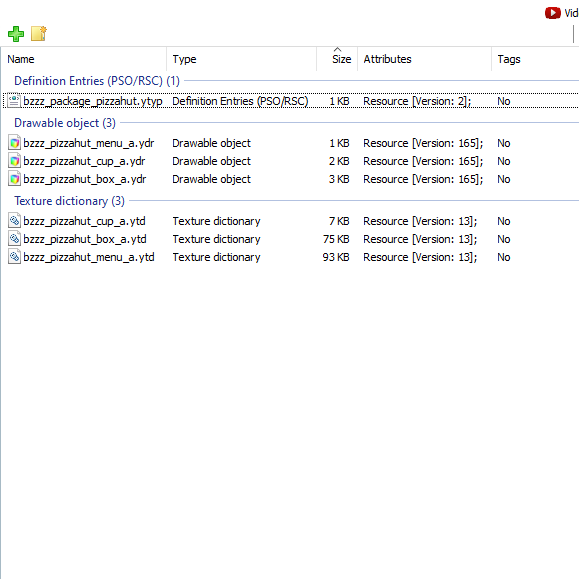 Vid
Name Type Size Attributes Tags
Definition Entries (PSO/RSC) (1)
bzzz_package_pizzahut.ytyp Definition Entries (PSO/RSC) 1 KB Resource [Version: 2]; No
Drawable object (3)
bzzz_pizzahut_menu_a.ydr Drawable object 1 KB Resource [Version: 165]; No
bzzz_pizzahut_cup_a.ydr Drawable object 2 KB Resource [Version: 165]; No
bzzz_pizzahut_box_a.ydr Drawable object 3 KB Resource [Version: 165]; No
Texture dictionary (3)
bzzz_pizzahut_cup_a.ytd Texture dictionary 7 KB Resource [Version: 13]; No
bzzz_pizzahut_box_a.ytd Texture dictionary 75 KB Resource [Version: 13]; No
bzzz_pizzahut_menu_a.ytd Texture dictionary 93 KB Resource [Version: 13]; No